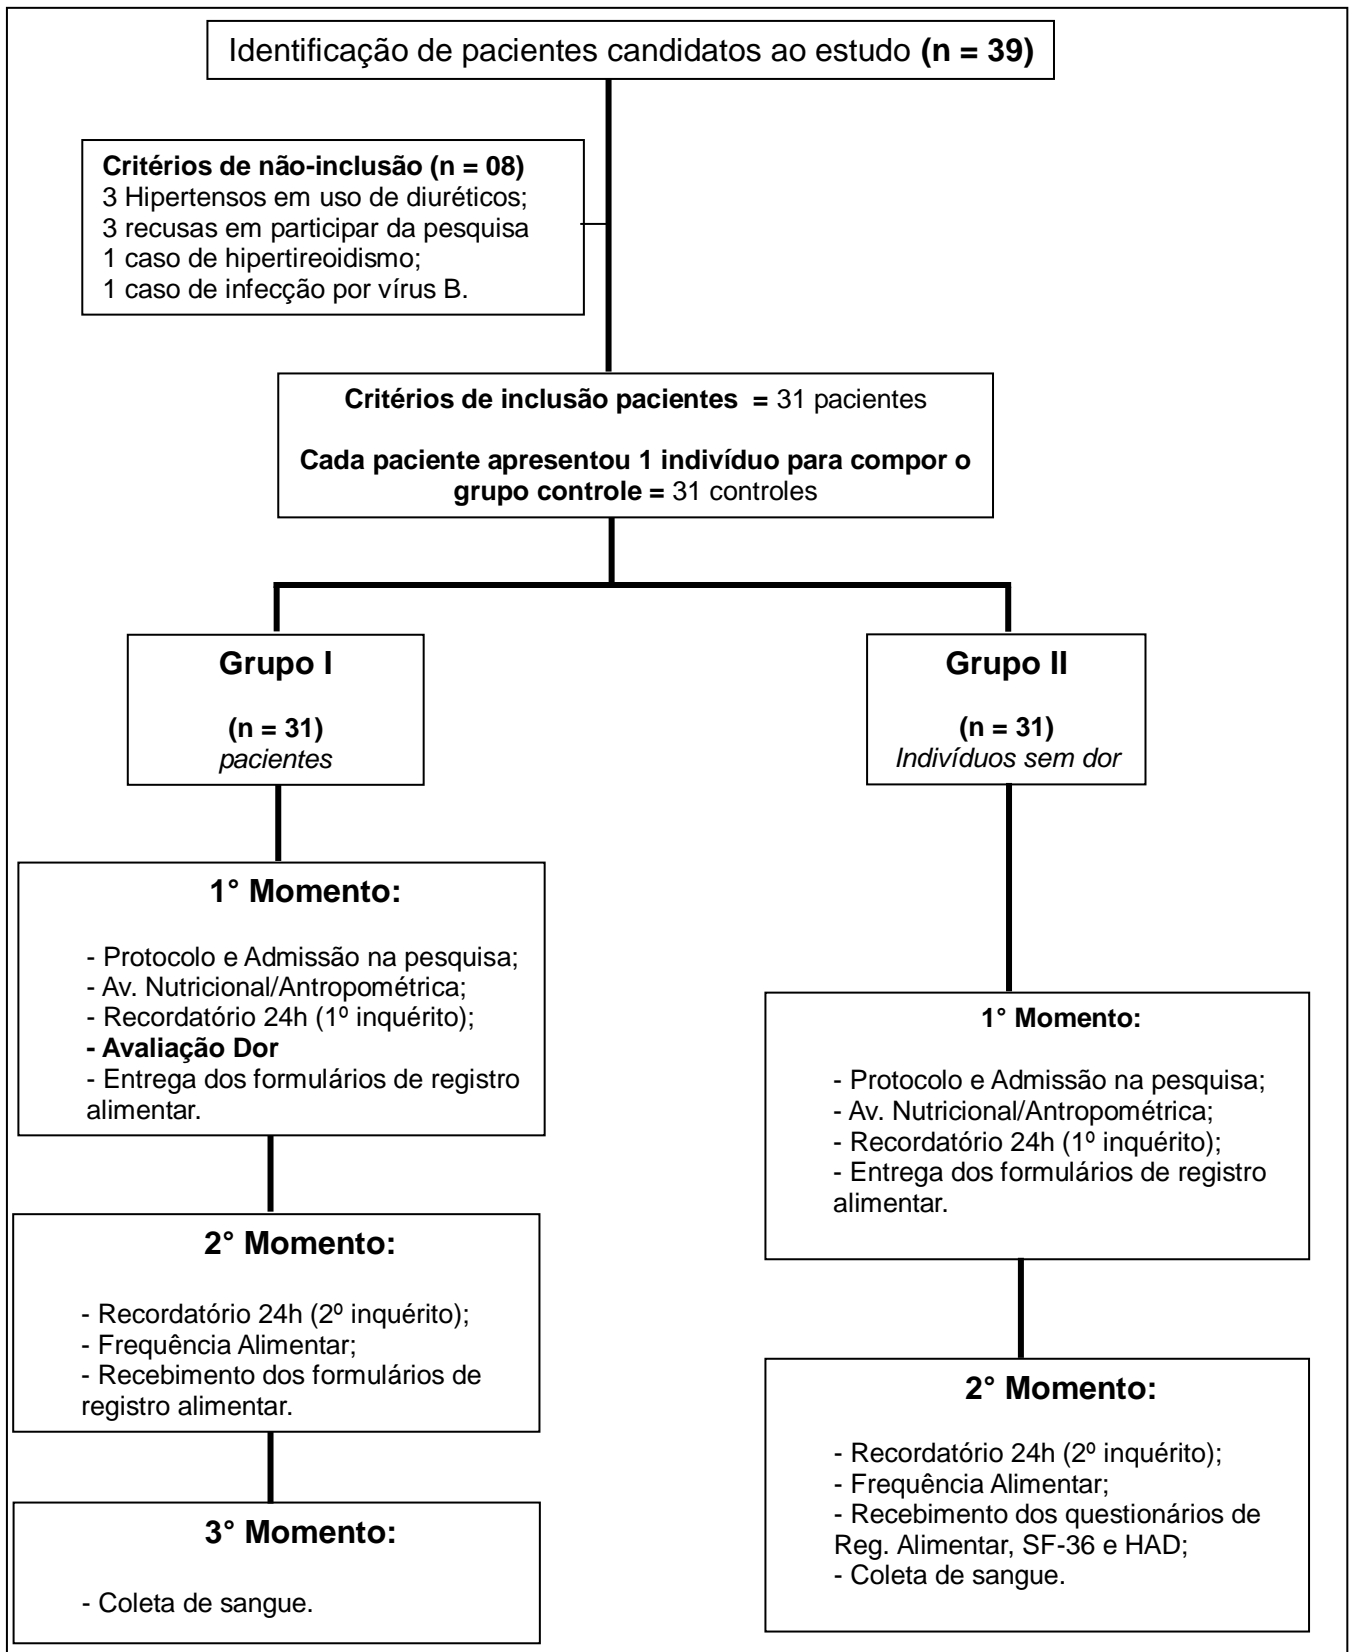 Identificação de pacientes candidatos ao estudo (n = 39)
Critérios de não-inclusão (n = 08)
3 Hipertensos em uso de diuréticos;
3 recusas em participar da pesquisa
1 caso de hipertireoidismo;
1 caso de infecção por vírus B.
Critérios de inclusão pacientes = 31 pacientes
Cada paciente apresentou 1 indivíduo para compor o
grupo controle = 31 controles
Grupo I
(n = 31)
pacientes
Grupo II
(n = 31)
Indivíduos sem dor
1° Momento:
- Protocolo e Admissão na pesquisa;
- Av. Nutricional/Antropométrica;
- Recordatório 24h (1º inquérito);
- Avaliação Dor
- Entrega dos formulários de registro
alimentar.
1° Momento:
- Protocolo e Admissão na pesquisa;
- Av. Nutricional/Antropométrica;
- Recordatório 24h (1º inquérito);
- Entrega dos formulários de registro
alimentar.
2° Momento:
- Recordatório 24h (2º inquérito);
- Frequência Alimentar;
- Recebimento dos formulários de
registro alimentar.
2° Momento:
- Recordatório 24h (2º inquérito);
- Frequência Alimentar;
- Recebimento dos questionários de
Reg. Alimentar, SF-36 e HAD;
- Coleta de sangue.
3° Momento:
- Coleta de sangue.